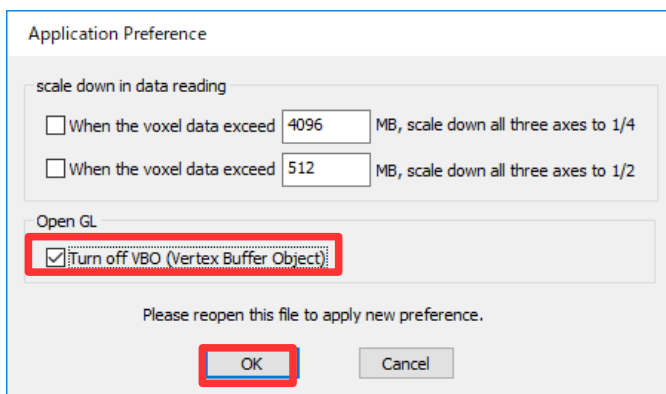 Application Preference
scale down in data reading
When the voxel data exceed 4096 MB, scale down all three axes to 1/4
When the voxel data exceed 512 MB, scale down all three axes to 1/2
Open GL
Turn off VBO (Vertex Buffer Object)
Please reopen this file to apply new preference.
OK Cancel